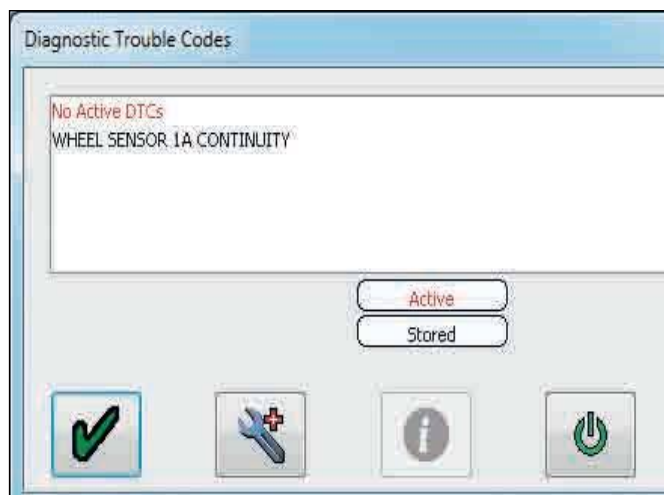 Diagnostic Trouble Codes
No Active DTCs
WHEEL SENSOR 1A CONTINUITY
Active
Stored